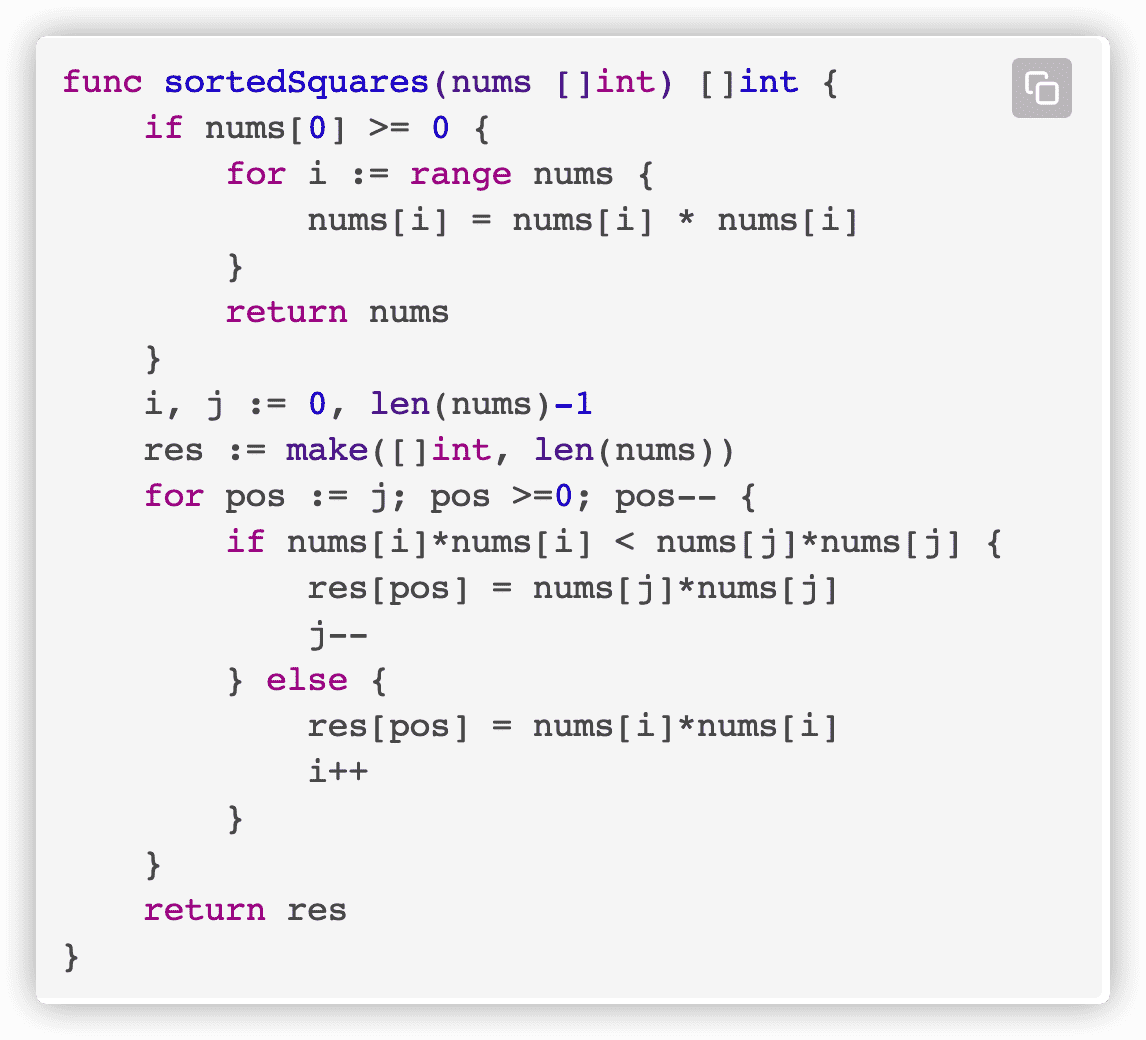 func sortedSquares(nums []int) []int {
    if nums[0] >= 0 {
        for i := range nums {
            nums[i] = nums[i] * nums[i]
        }
        return nums
    }
    i, j := 0, len(nums)-1
    res := make([]int, len(nums))
    for pos := j; pos >=0; pos-- {
        if nums[i]*nums[i] < nums[j]*nums[j] {
            res[pos] = nums[j]*nums[j]
            j--
        } else {
            res[pos] = nums[i]*nums[i]
            i++
        }
    }
    return res
}